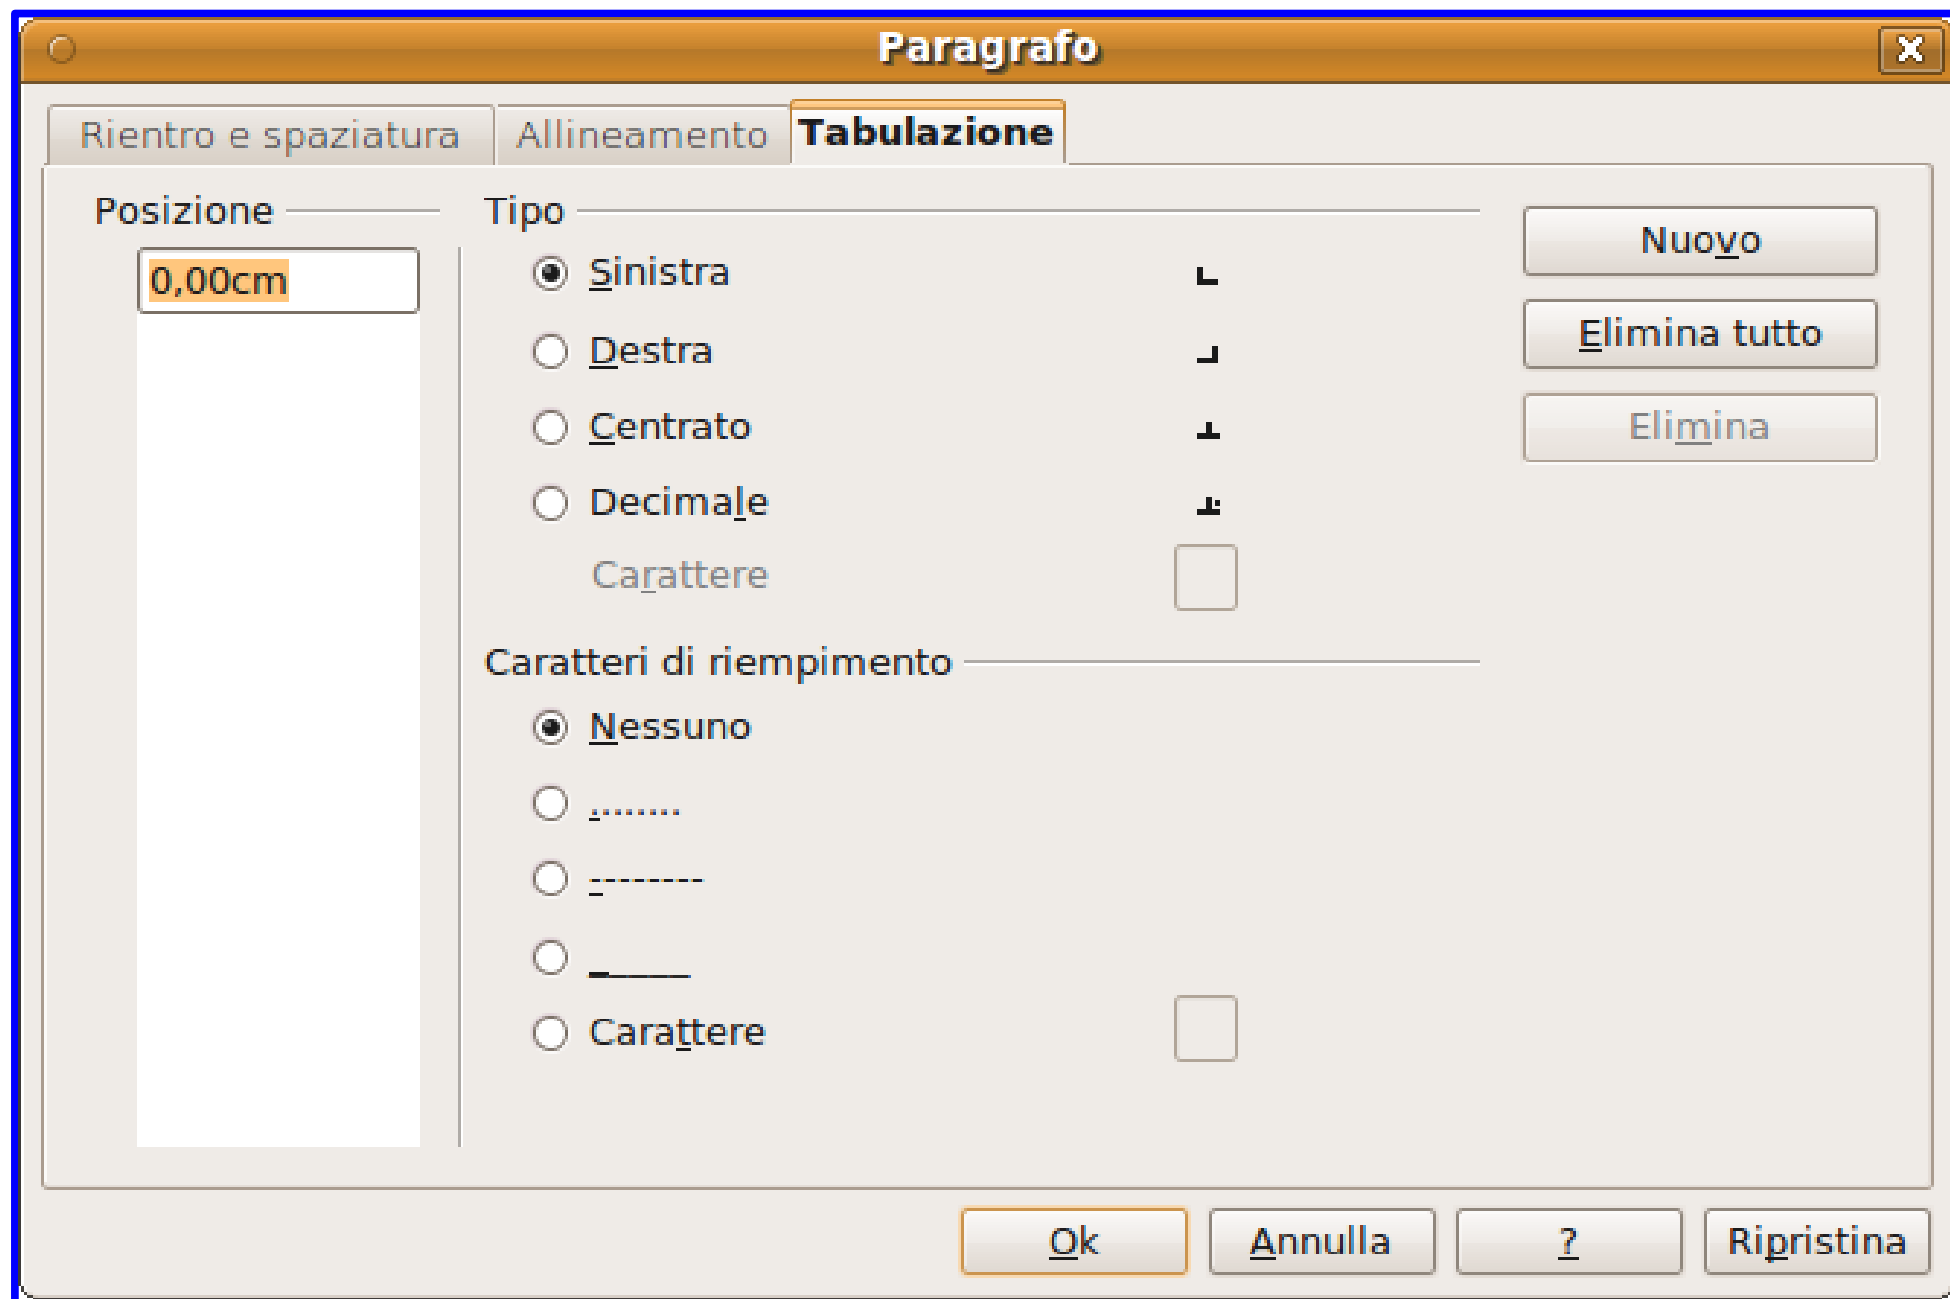 Paragrafo
Rientro e spaziatura Allineamento Tabulazione
Posizione
0,00cm
Tipo
Sinistra
Destra
Centrato
Decimale
Carattere
Caratteri di riempimento
Nessuno
........
--------
_____
Carattere
Nuovo
Elimina tutto
Elimina
Ok Annulla ? Ripristina